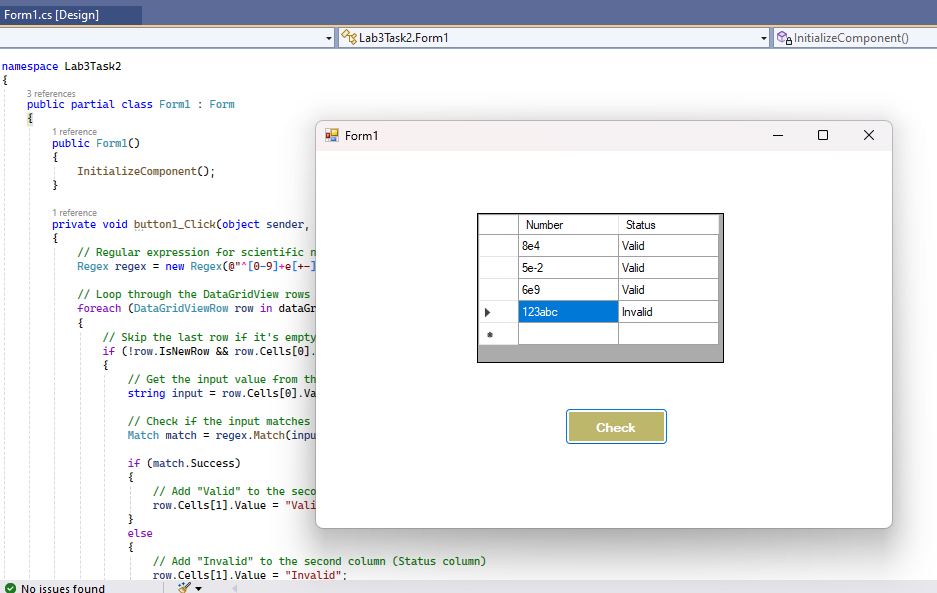 Form1.cs [Design]
Lab3Task2.Form1
InitializeComponent()
namespace Lab3Task2
{
3 references
public partial class Form1 : Form
{
1 reference
public Form1()
{
InitializeComponent();
}
1 reference
private void button1_Click(object sender,
{
// Regular expression for scientific n
Regex regex = new Regex(@"^[0-9]+e[+-]
// Loop through the DataGridView rows
foreach (DataGridViewRow row in dataGr
{
// Skip the last row if it's empty
if (!row.IsNewRow && row.Cells[0].
{
// Get the input value from th
string input = row.Cells[0].Va
// Check if the input matches
Match match = regex.Match(inpu
if (match.Success)
{
// Add "Valid" to the seco
row.Cells[1].Value = "Vali
}
else
{
// Add "Invalid" to the second column (Status column)
row.Cells[1].Value = "Invalid";
No issues found
Form1
Number Status
8e4 Valid
5e-2 Valid
6e9 Valid
123abc Invalid
Check